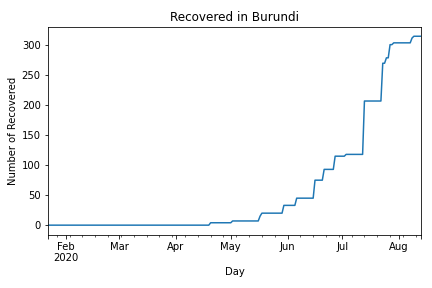 Recovered in Burundi
Number of Recovered
300
250
200
150
100
50
0
Feb
2020
Mar
Apr
May
Jun
Jul
Aug
Day